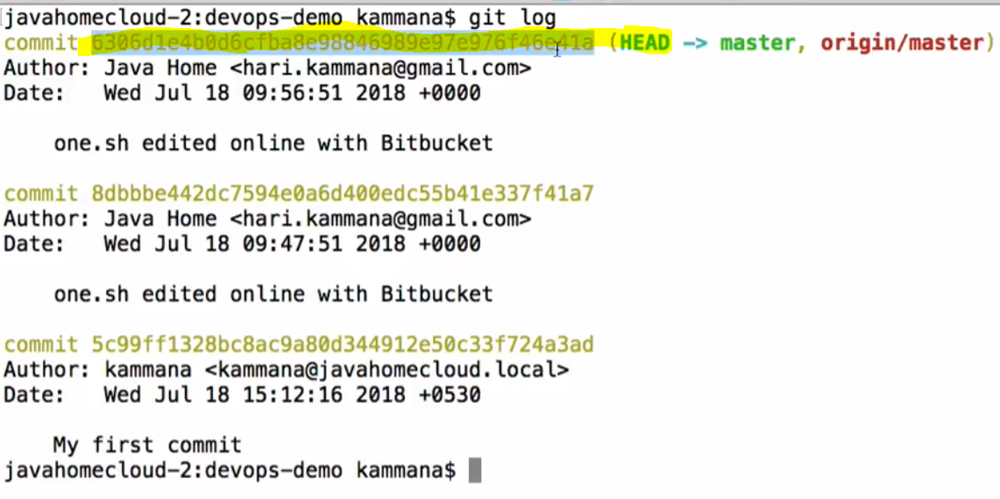 javahomecloud-2:devops-demo kammana$ git log
commit 6306d1e4b0d6cfba8e98846989e97e976f46e41a (HEAD -> master, origin/master)
Author: Java Home <hari.kammana@gmail.com>
Date:   Wed Jul 18 09:56:51 2018 +0000
one.sh edited online with Bitbucket
commit 8dbbbe442dc7594e0a6d400edc55b41e337f41a7
Author: Java Home <hari.kammana@gmail.com>
Date:   Wed Jul 18 09:47:51 2018 +0000
one.sh edited online with Bitbucket
commit 5c99ff1328bc8ac9a80d344912e50c33f724a3ad
Author: kammana <kammana@javahomecloud.local>
Date:   Wed Jul 18 15:12:16 2018 +0530
My first commit
javahomecloud-2:devops-demo kammana$